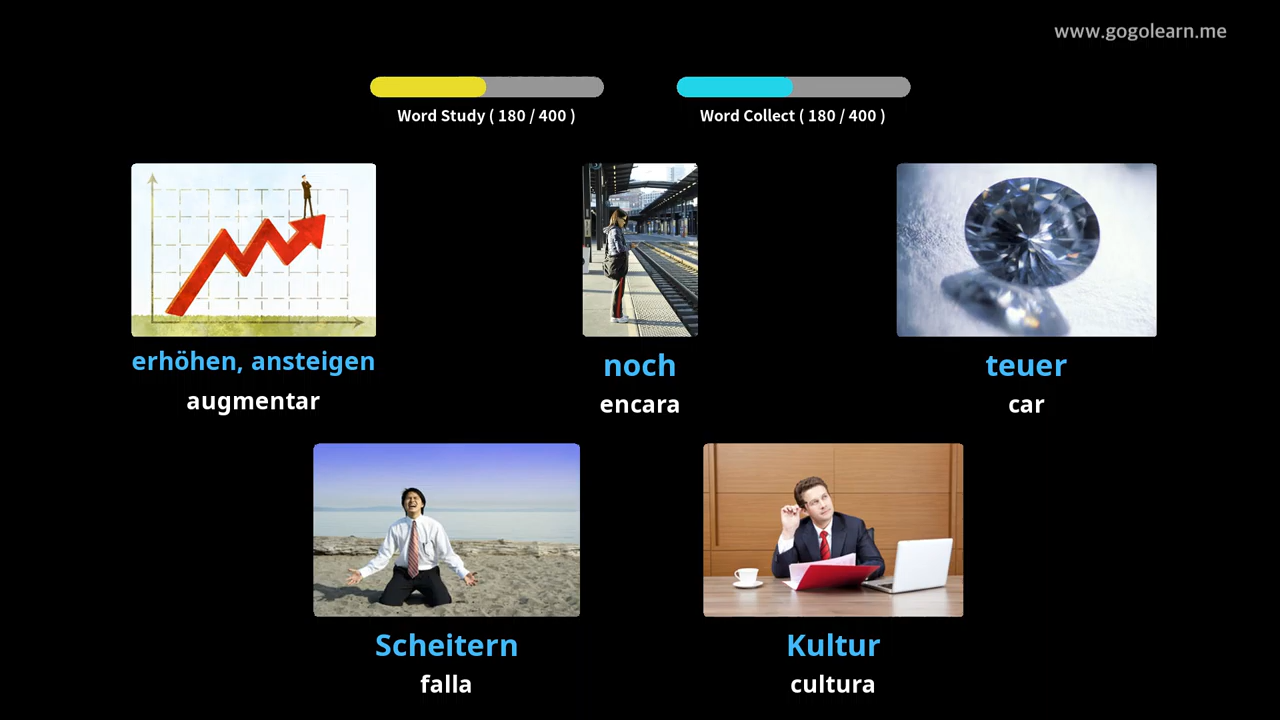 www.gogolearn.me
Word Study ( 180 / 400 )
Word Collect ( 180 / 400 )
erhöhen, ansteigen
augmentar
noch
encara
teuer
car
Scheitern
falla
Kultur
cultura